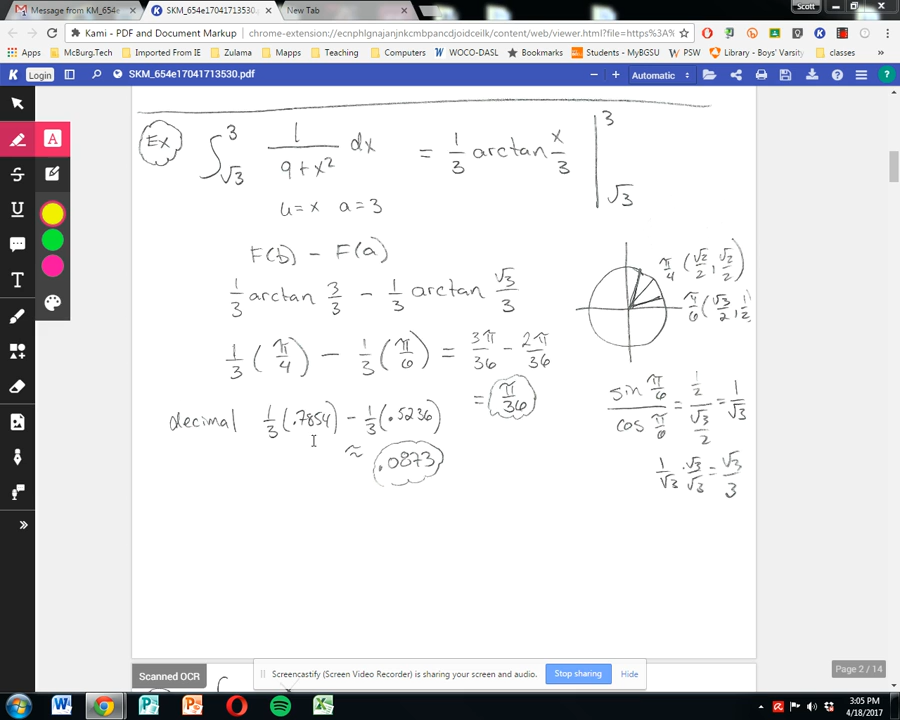 Message from KM_654e
SKM_654e17041713530.pdf
New Tab
Scott
Kami - PDF and Document Markup
chrome-extension://ecnphlgnajanjnkcmbpancdjoidceilk/content/web/viewer.html?file=https%3A%
Apps
McBurg.Tech
Imported From IE
Zulama
Maps
Teaching
Computers
WOCO-DASL
Bookmarks
Students - MyBGSU
PSW
Library - Boys' Varsity
classes
K Login
SKM_654e17041713530.pdf
Automatic
Ex ∫_√3^3 1/(9+x²) dx = 1/3 arctan x/3 |_√3^3
u=x a=3
F(b) - F(a)
1/3 arctan 3/3 - 1/3 arctan √3/3
π/4 (√2/2, √2/2)
π/6 (√3/2, 1/2
1/3 (π/4) - 1/3 (π/6) = 3π/36 - 2π/36
= π/36
sin π/6 / cos π/6 = 1/2 / √3/2 = 1/√3
decimal 1/3 (.7854) - 1/3 (.5236)
≈ .0873
1/√3 · √3/√3 = √3/3
Scanned OCR
Screencastify (Screen Video Recorder) is sharing your screen and audio.
Stop sharing
Hide
Page 2 / 14
3:05 PM
4/18/2017